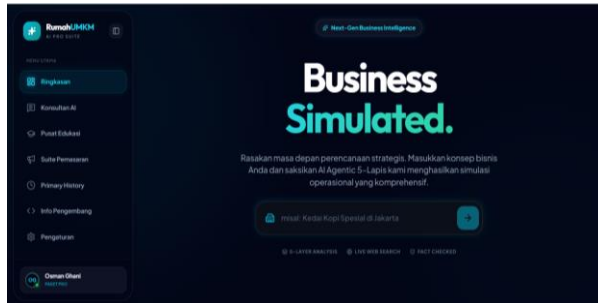 RumahUMKM
AI PRO SUITE
MENU UTAMA
Ringkasan
Konsultan AI
Pusat Edukasi
Suite Pemasaran
Primary History
Info Pengembang
Pengaturan
Osman Ghani
Next-Gen Business Intelligence
Business
Simulated.
Rasakan masa depan perencanaan strategis. Masukkan konsep bisnis
Anda dan saksikan AI Agentic 5-Lapis kami menghasilkan simulasi
operasional yang komprehensif.
misal: Kedai Kopi Spesial di Jakarta
5-LAYER ANALYSIS LIVE WEB SEARCH FACT CHECKED